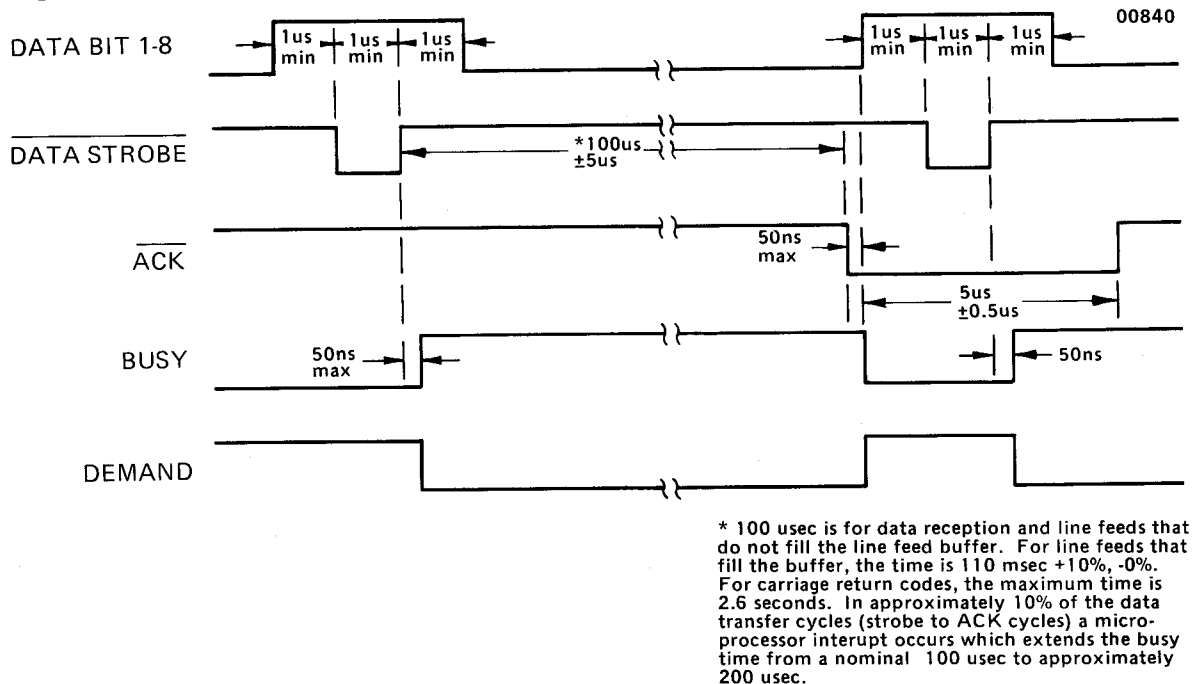 00840
DATA BIT 1-8
1us min
1us min
1us min
1us min
1us min
1us min
DATA STROBE
*100us
±5us
ACK
50ns
max
5us
±0.5us
BUSY
50ns
max
50ns
DEMAND
* 100 usec is for data reception and line feeds that
do not fill the line feed buffer. For line feeds that
fill the buffer, the time is 110 msec +10%, -0%.
For carriage return codes, the maximum time is
2.6 seconds. In approximately 10% of the data
transfer cycles (strobe to ACK cycles) a micro-
processor interupt occurs which extends the busy
time from a nominal 100 usec to approximately
200 usec.